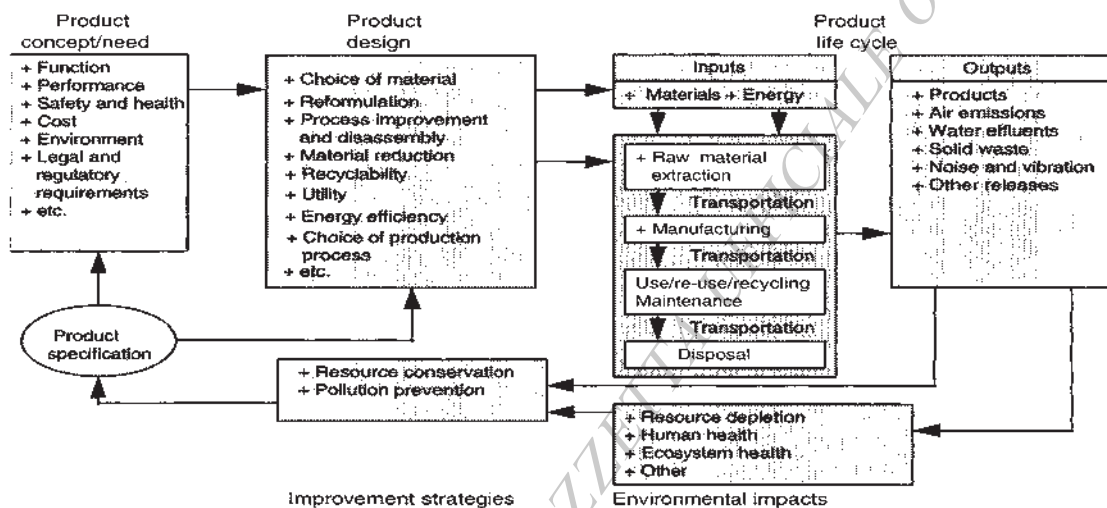 Product
concept/need
+ Function
+ Performance
+ Safety and health
+ Cost
+ Environment
+ Legal and
regulatory
requirements
+ etc.
Product
design
+ Choice of material
+ Reformulation
+ Process improvement
and disassembly
+ Material reduction
+ Recyclability
+ Utility
+ Energy efficiency
+ Choice of production
process
+ etc.
Product
life cycle
Inputs
+ Materials + Energy
+ Raw material
extraction
Transportation
+ Manufacturing
Transportation
Use/re-use/recycling
Maintenance
Transportation
Disposal
Outputs
+ Products
+ Air emissions
+ Water effluents
+ Solid waste
+ Noise and vibration
+ Other releases
Product
specification
+ Resource conservation
+ Pollution prevention
+ Resource depletion
+ Human health
+ Ecosystem health
+ Other
Improvement strategies
Environmental impacts
ZZETTA UFFICIALE